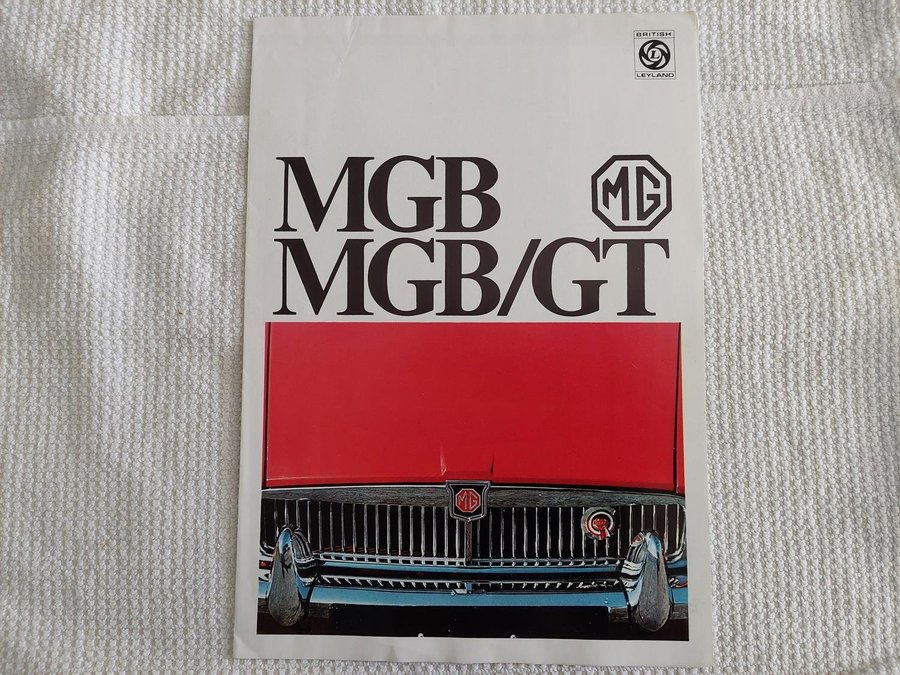 BRITISH
L
LEYLAND
MGB
MG
MGB/GT
MG